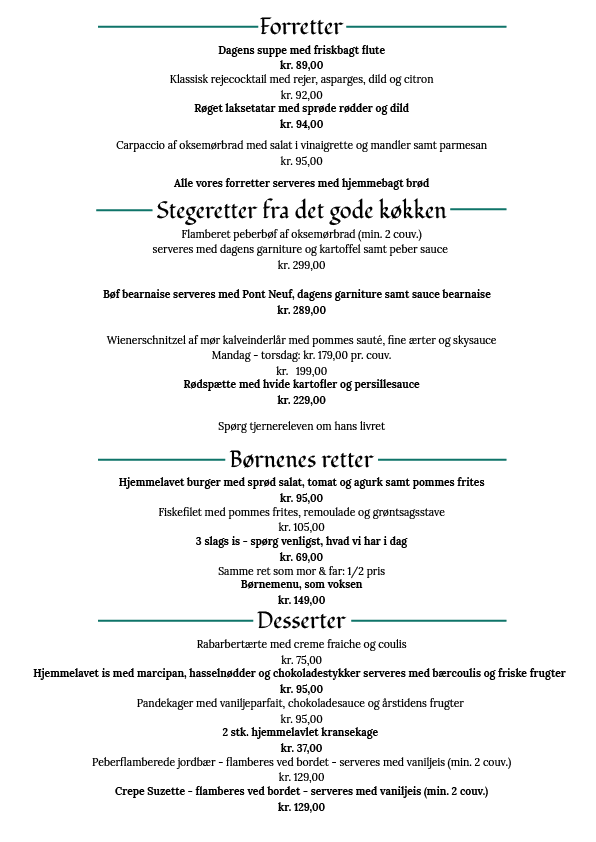 Forretter
Dagens suppe med friskbagt flute
kr. 89,00
Klassisk rejecocktail med rejer, asparges, dild og citron
kr. 92,00
Røget laksetatar med sprøde rødder og dild
kr. 94,00
Carpaccio af oksemørbrad med salat i vinaigrette og mandler samt parmesan
kr. 95,00
Alle vores forretter serveres med hjemmebagt brød
Stegeretter fra det gode køkken
Flamberet peberbøf af oksemørbrad (min. 2 couv.)
serveres med dagens garniture og kartoffel samt peber sauce
kr. 299,00
Bøf bearnaise serveres med Pont Neuf, dagens garniture samt sauce bearnaise
kr. 289,00
Wienerschnitzel af mør kalveinderlår med pommes sauté, fine ærter og skysauce
Mandag - torsdag: kr. 179,00 pr. couv.
kr. 199,00
Rødspætte med hvide kartofler og persillesauce
kr. 229,00
Spørg tjenereleven om hans livret
Børnenes retter
Hjemmelavet burger med sprød salat, tomat og agurk samt pommes frites
kr. 95,00
Fiskefilet med pommes frites, remoulade og grøntsagsstave
kr. 105,00
3 slags is - spørg venligst, hvad vi har i dag
kr. 69,00
Samme ret som mor & far: 1/2 pris
Børnemenu, som voksen
kr. 149,00
Desserter
Rabarbertærte med creme fraiche og coulis
kr. 75,00
Hjemmelavet is med marcipan, hasselnødder og chokoladestykker serveres med bærcoulis og friske frugter
kr. 95,00
Pandekager med vaniljeparfait, chokoladesauce og årstidens frugter
kr. 95,00
2 stk. hjemmelavlet kransekage
kr. 37,00
Peberflamberede jordbær - flamberes ved bordet - serveres med vaniljeis (min. 2 couv.)
kr. 129,00
Crepe Suzette - flamberes ved bordet - serveres med vaniljeis (min. 2 couv.)
kr. 129,00